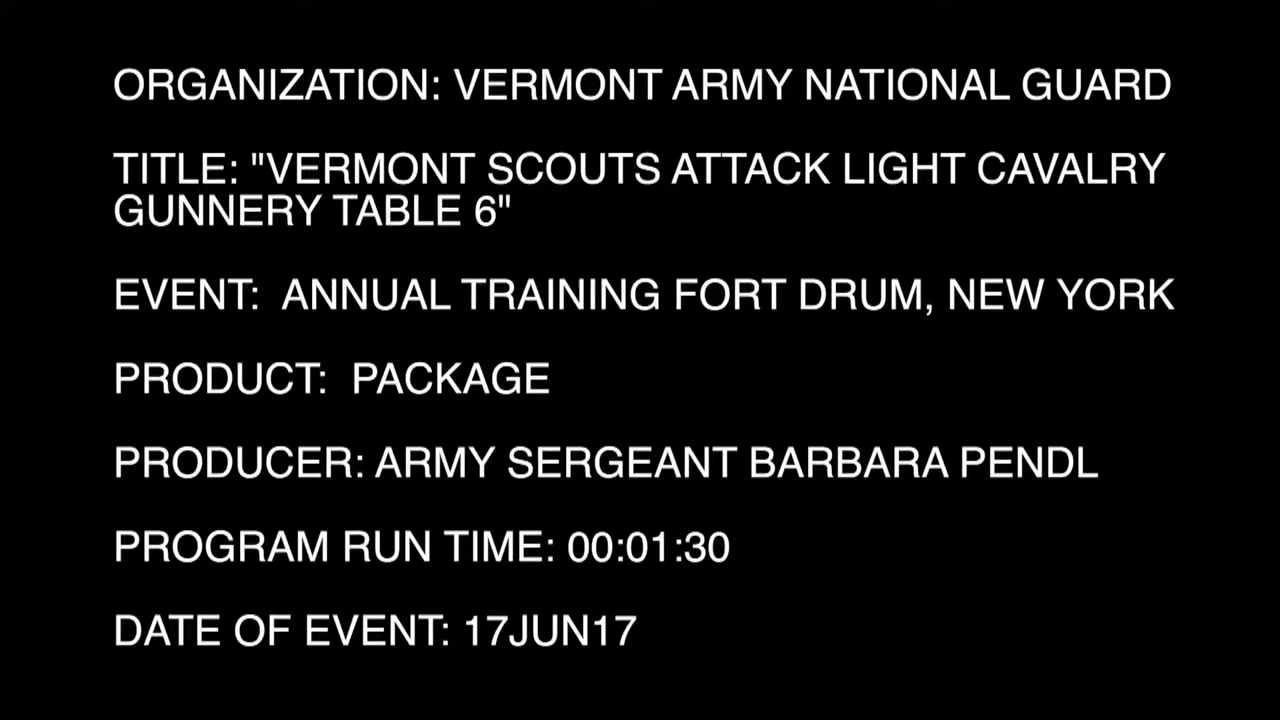 ORGANIZATION: VERMONT ARMY NATIONAL GUARD
TITLE: "VERMONT SCOUTS ATTACK LIGHT CAVALRY
GUNNERY TABLE 6"
EVENT:  ANNUAL TRAINING FORT DRUM, NEW YORK
PRODUCT:  PACKAGE
PRODUCER: ARMY SERGEANT BARBARA PENDL
PROGRAM RUN TIME: 00:01:30
DATE OF EVENT: 17JUN17